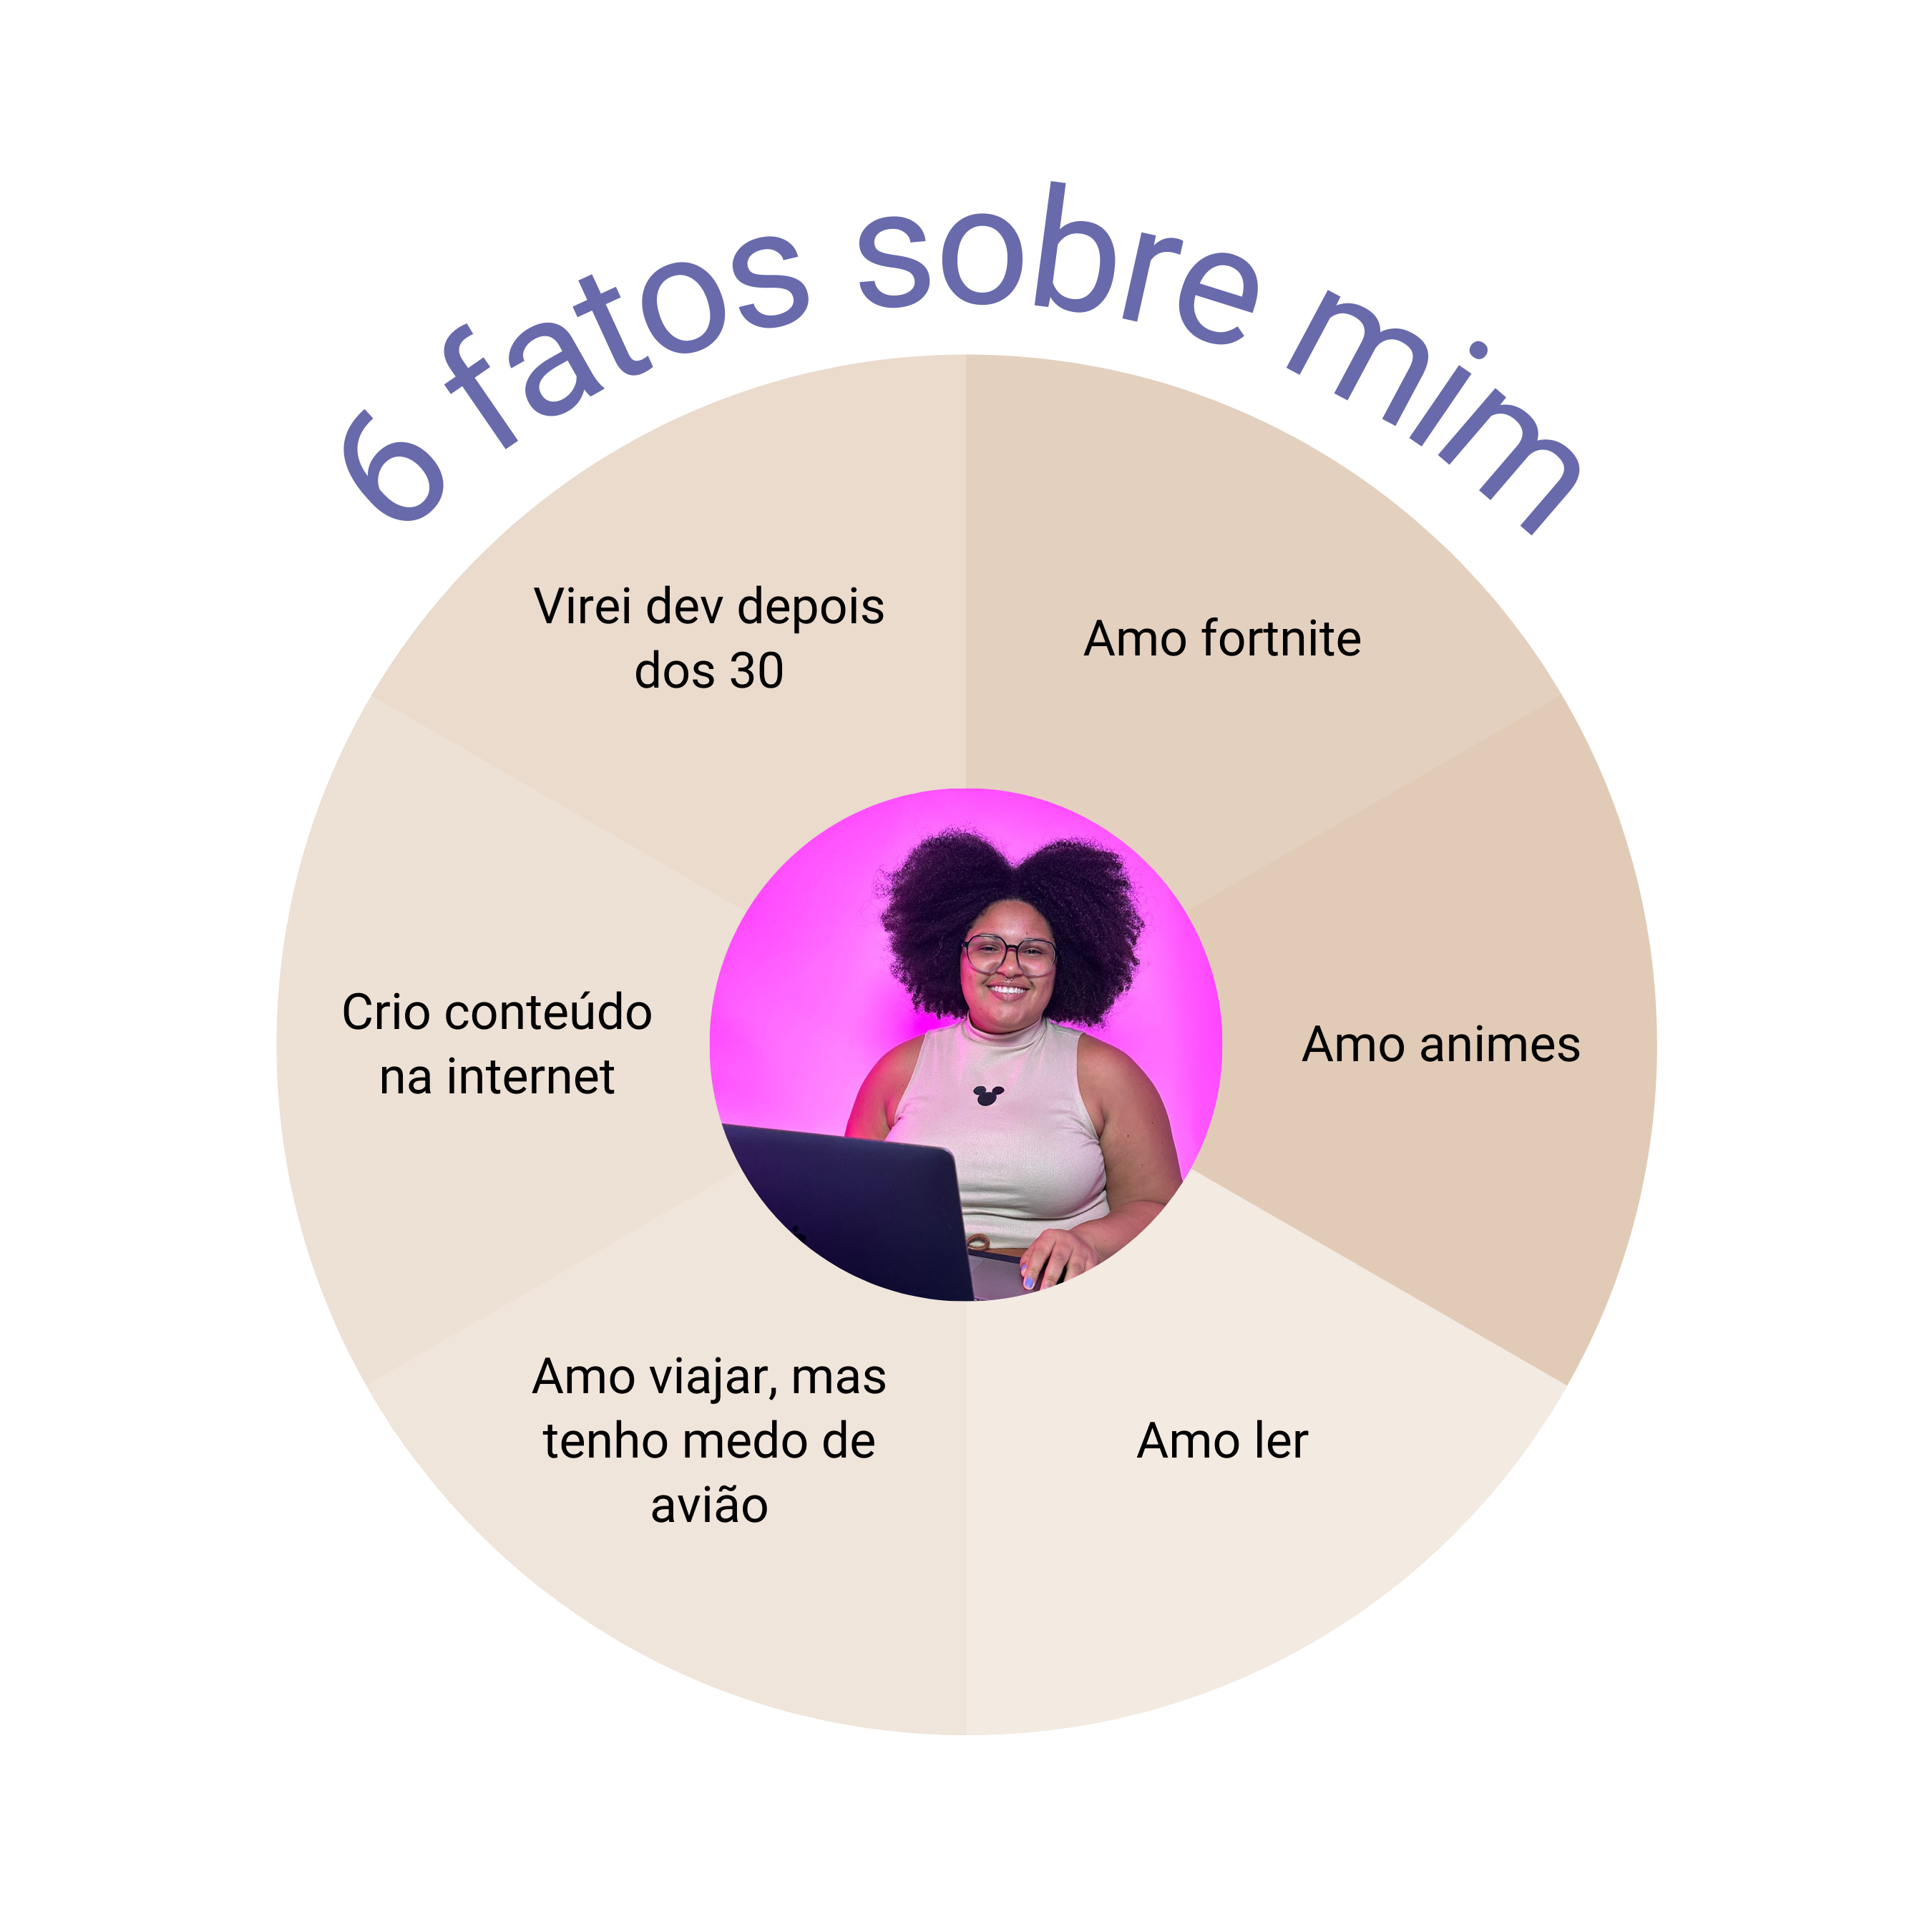 6 fatos sobre mim
Virei dev depois
dos 30
Amo fortnite
Crio conteúdo
na internet
Amo animes
Amo viajar, mas
tenho medo de
avião
Amo ler